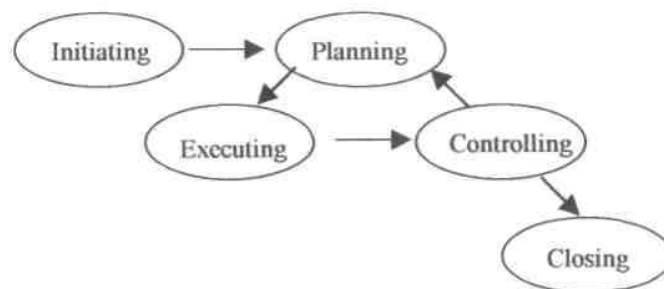 Initiating
Planning
Executing
Controlling
Closing